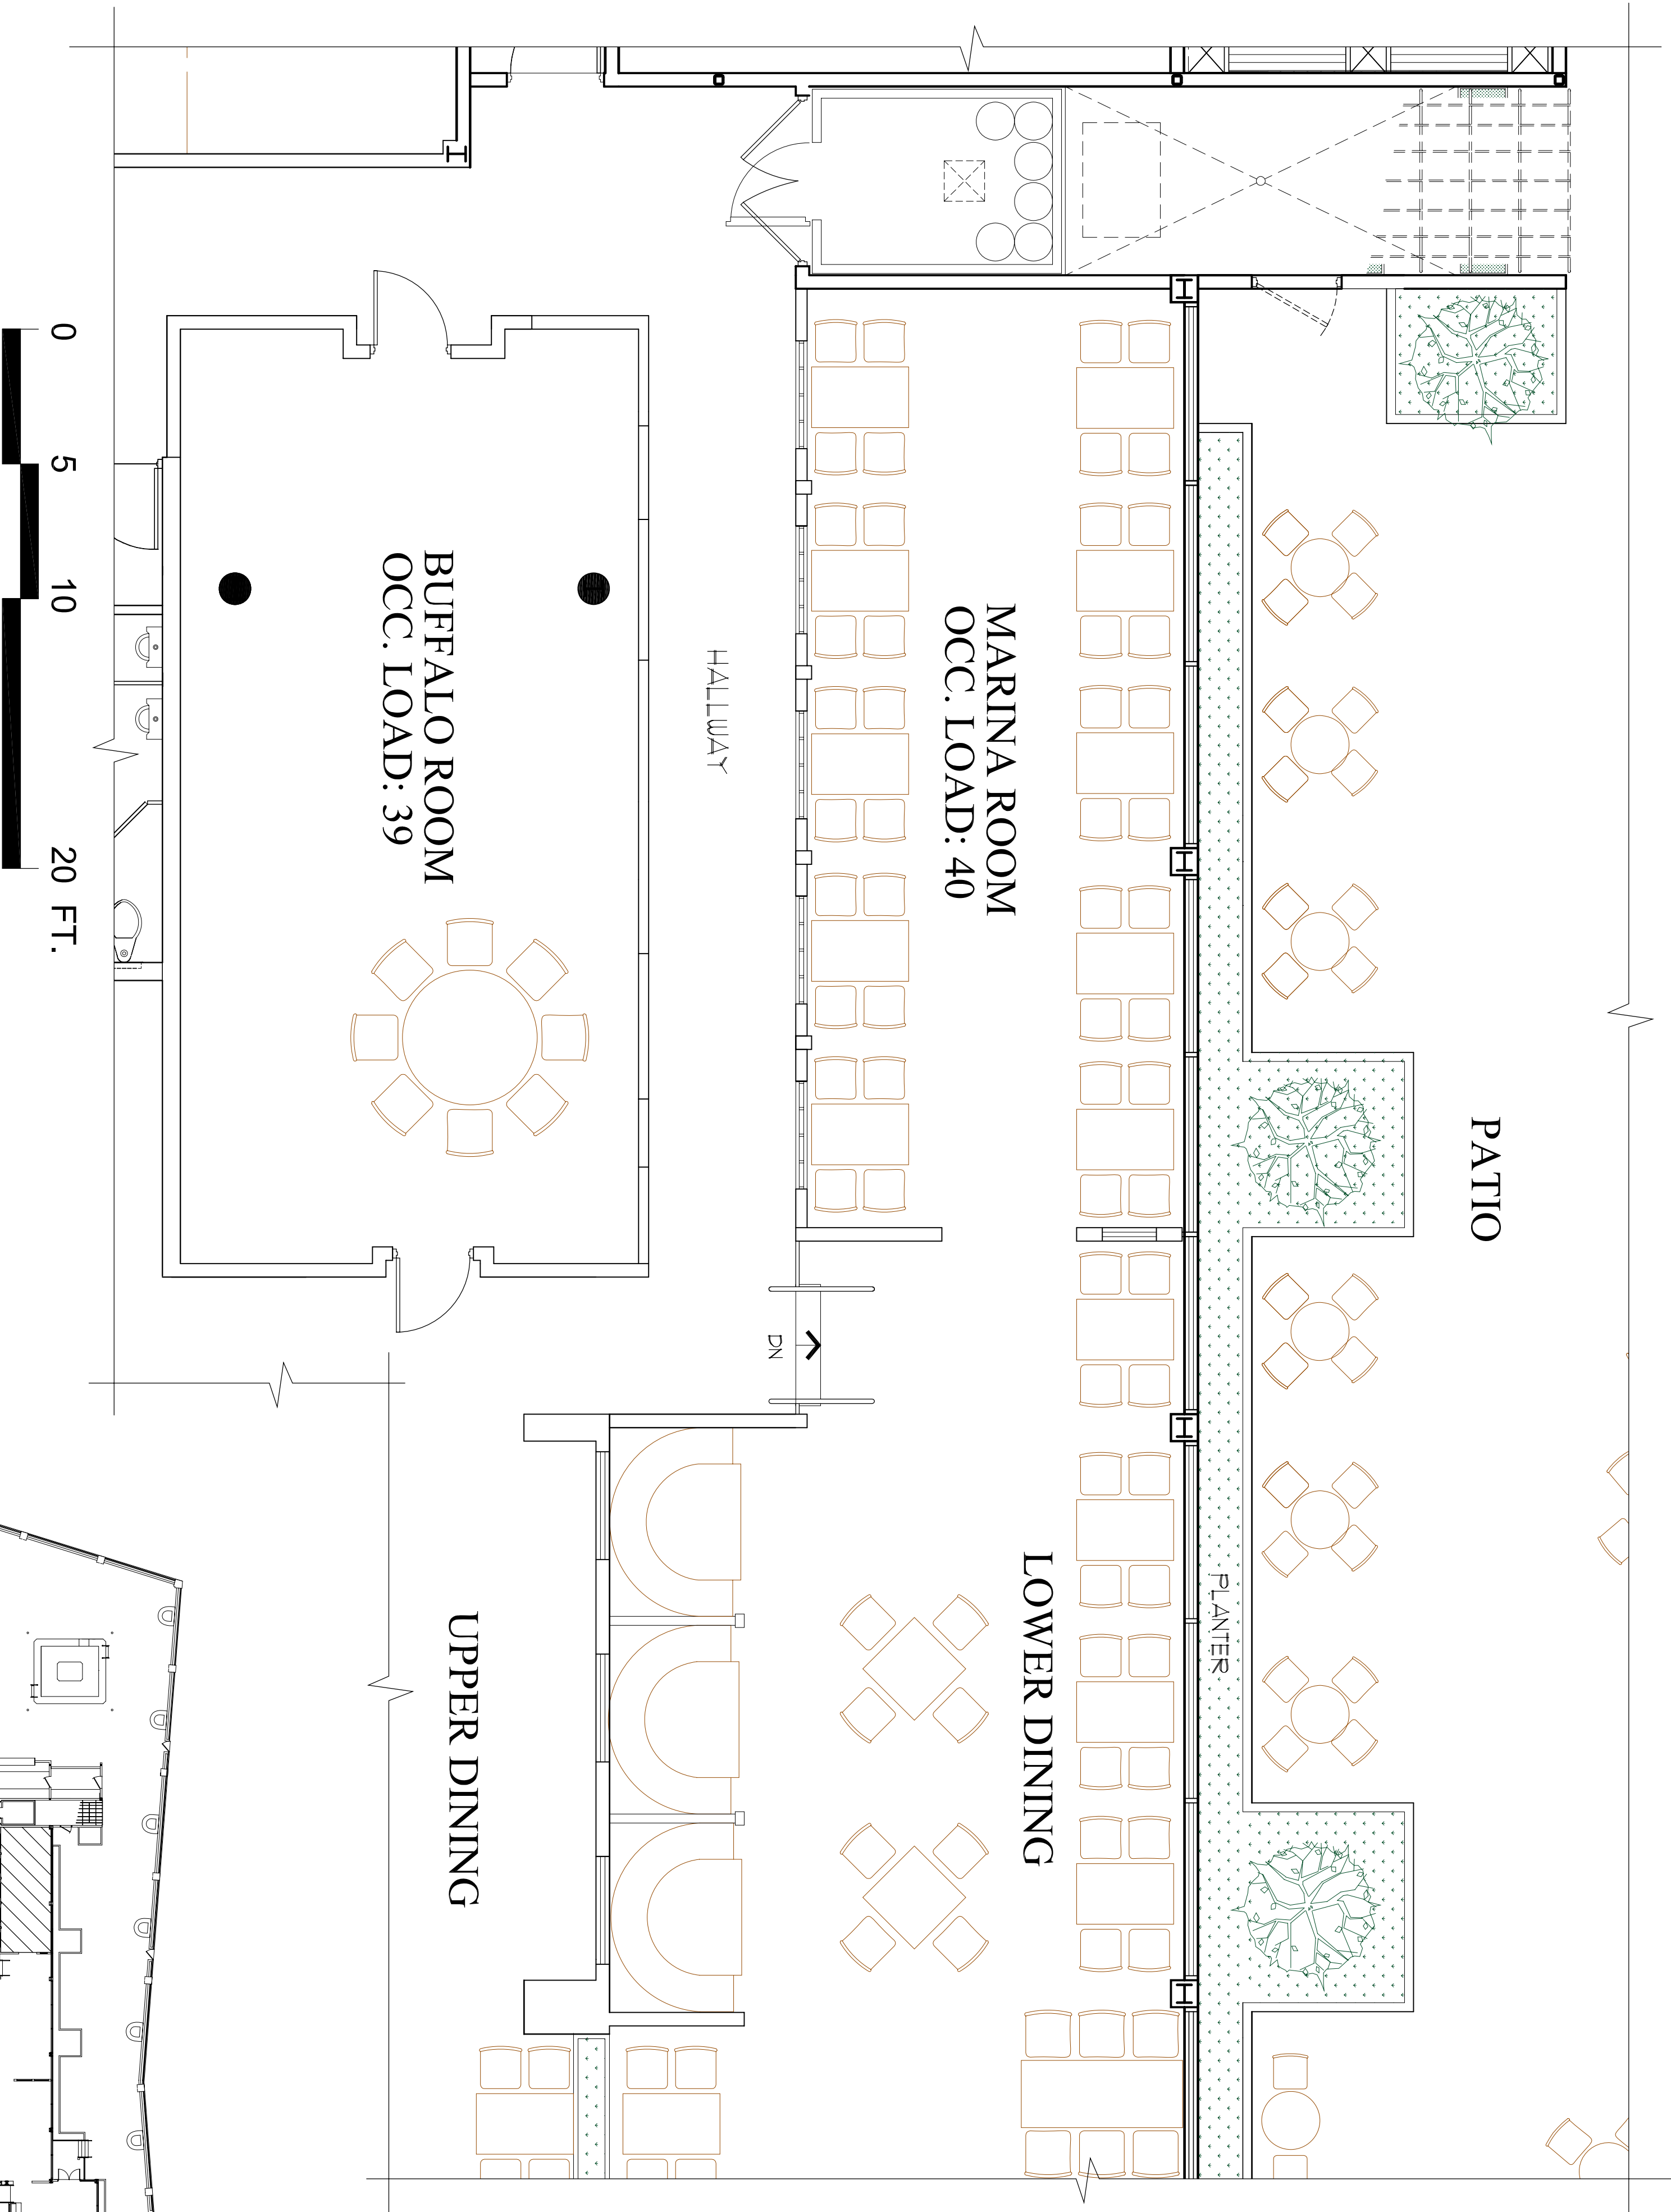 PATIO
PLANTER
MARINA ROOM
OCC. LOAD: 40
LOWER DINING
HALLWAY
DN
BUFFALO ROOM
OCC. LOAD: 39
UPPER DINING
0 5 10 20 FT.